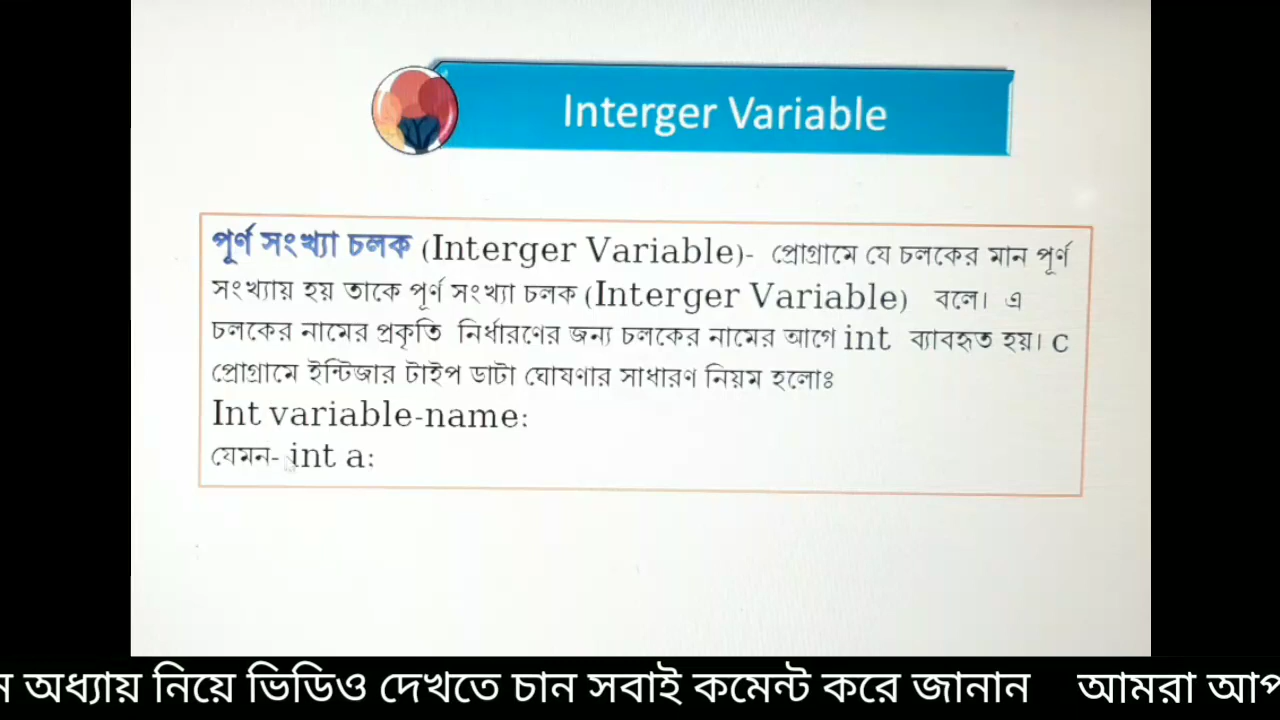 Interger Variable
পূর্ণ সংখ্যা চলক (Interger Variable)- প্রোগ্রামে যে চলকের মান পূর্ণ
সংখ্যায় হয় তাকে পূর্ণ সংখ্যা চলক (Interger Variable) বলে। এ
চলকের নামের প্রকৃতি নির্ধারণের জন্য চলকের নামের আগে int ব্যাবহৃত হয়। C
প্রোগ্রামে ইন্টিজার টাইপ ডাটা ঘোষণার সাধারণ নিয়ম হলোঃ
Int variable-name:
যেমন- int a:
অধ্যায় নিয়ে ভিডিও দেখতে চান সবাই কমেন্ট করে জানান আমরা